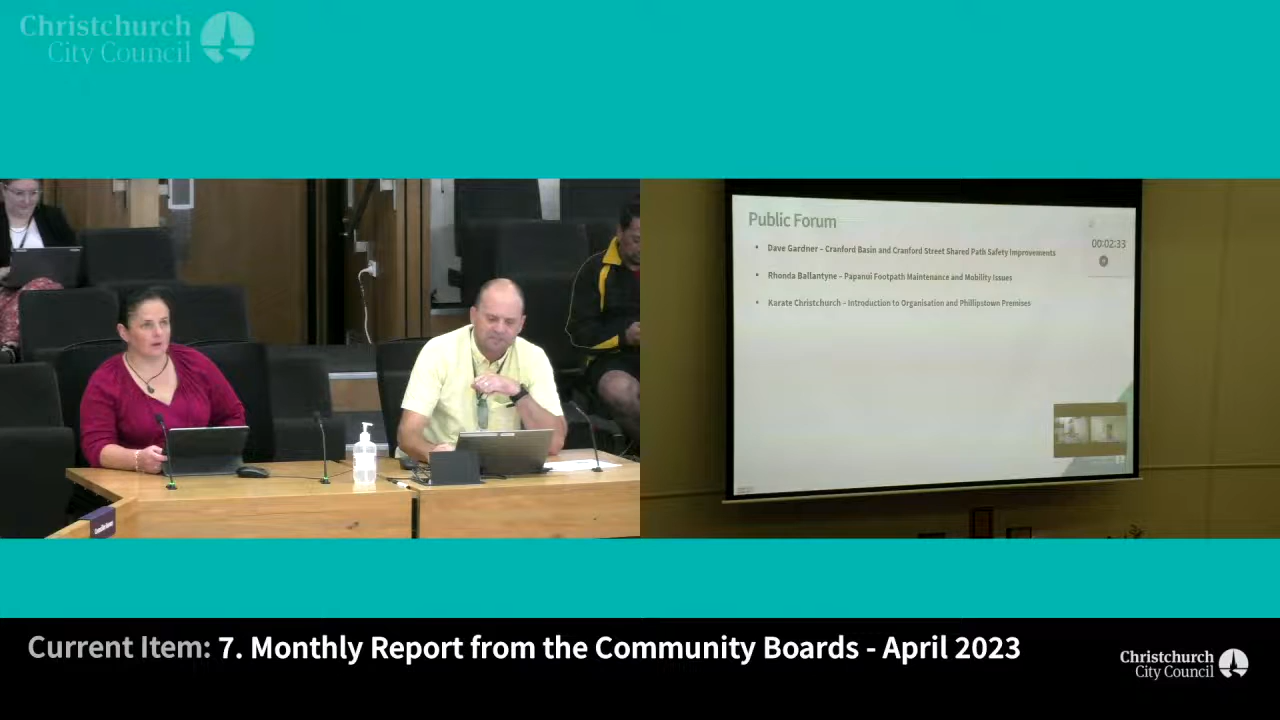 Christchurch
City Council
Public Forum
00:02:33
• Dave Gardner – Cranford Basin and Cranford Street Shared Path Safety Improvements
• Rhonda Ballantyne – Papanui Footpath Maintenance and Mobility Issues
• Karate Christchurch – Introduction to Organisation and Phillipstown Premises
Current Item: 7. Monthly Report from the Community Boards - April 2023
Christchurch
City Council